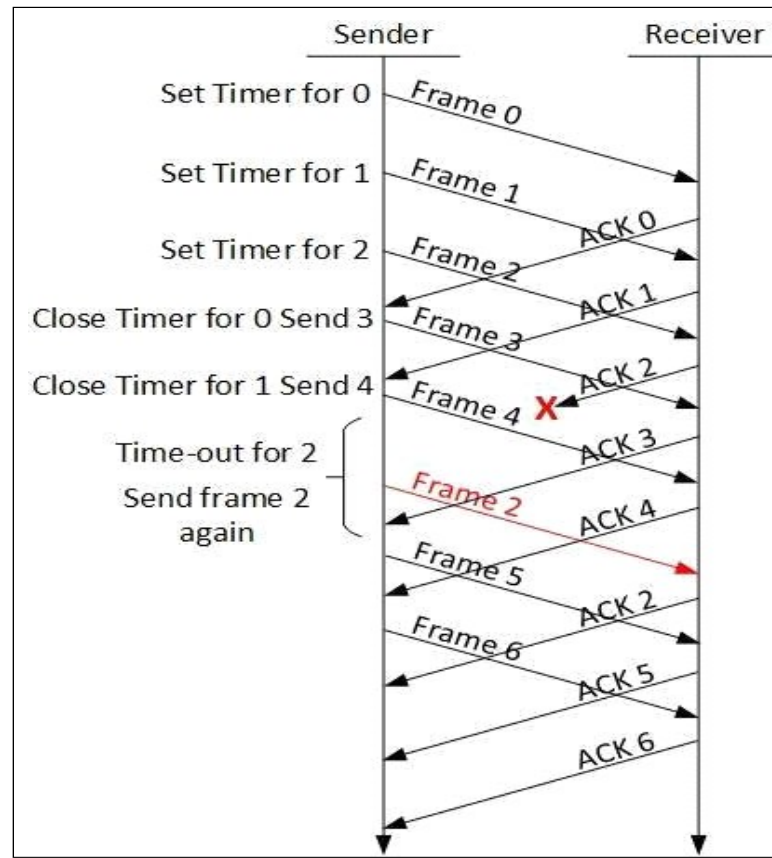 Sender
Receiver
Set Timer for 0
Frame 0
Set Timer for 1
Frame 1
ACK 0
Set Timer for 2
Frame 2
ACK 1
Close Timer for 0 Send 3
Frame 3
ACK 2
Close Timer for 1 Send 4
X
Frame 4
ACK 3
Time-out for 2
Send frame 2
again
Frame 2
ACK 4
Frame 5
ACK 2
Frame 6
ACK 5
ACK 6